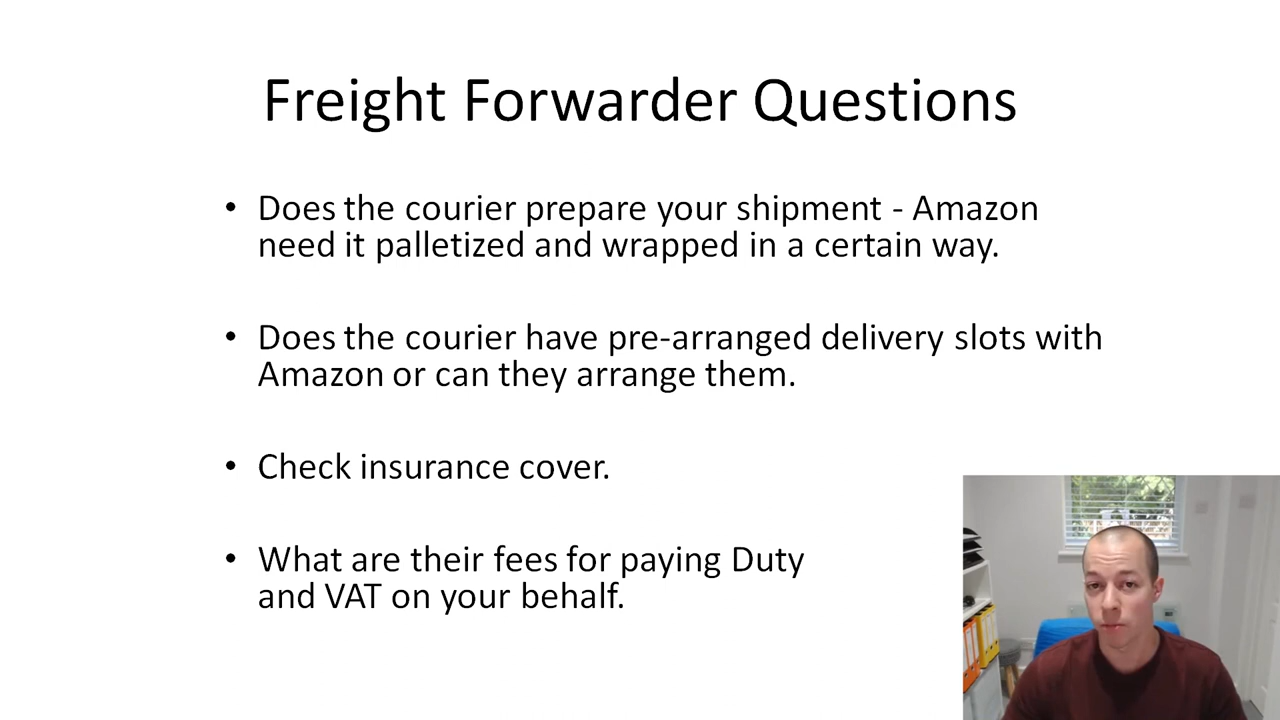 Freight Forwarder Questions
• Does the courier prepare your shipment - Amazon
need it palletized and wrapped in a certain way.
• Does the courier have pre-arranged delivery slots with
Amazon or can they arrange them.
• Check insurance cover.
• What are their fees for paying Duty
and VAT on your behalf.